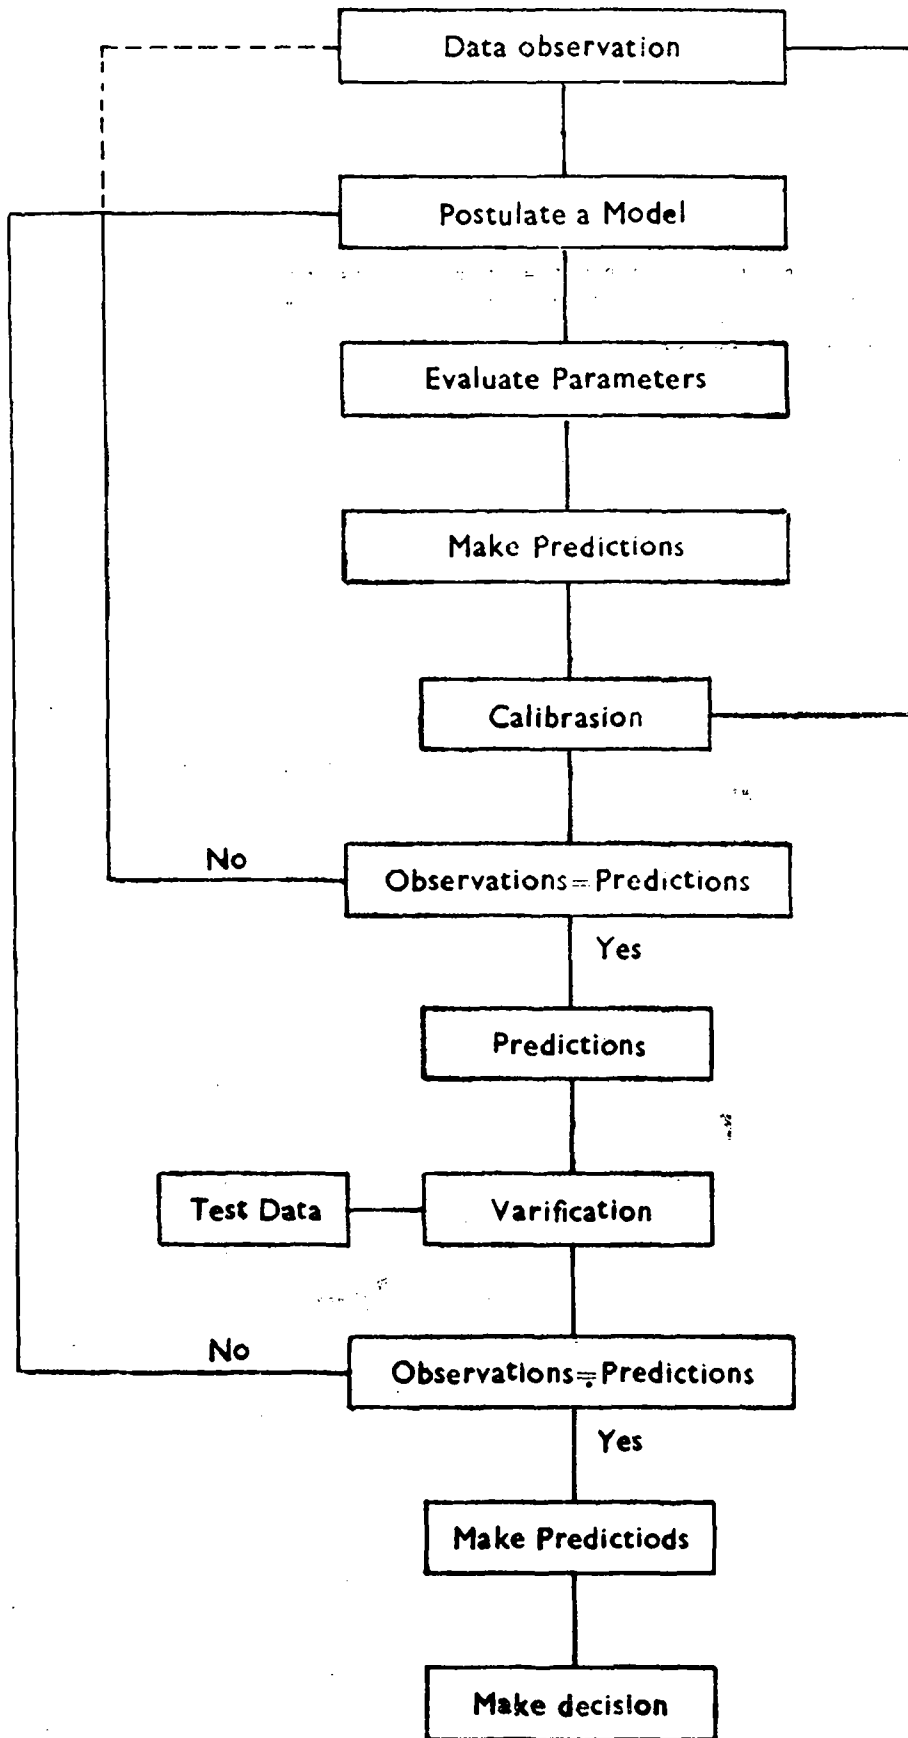 Data observation
Postulate a Model
Evaluate Parameters
Make Predictions
Calibrasion
No
Observations=Predictions
Yes
Predictions
Test Data
Varification
No
Observations=Predictions
Yes
Make Predictiods
Make decision